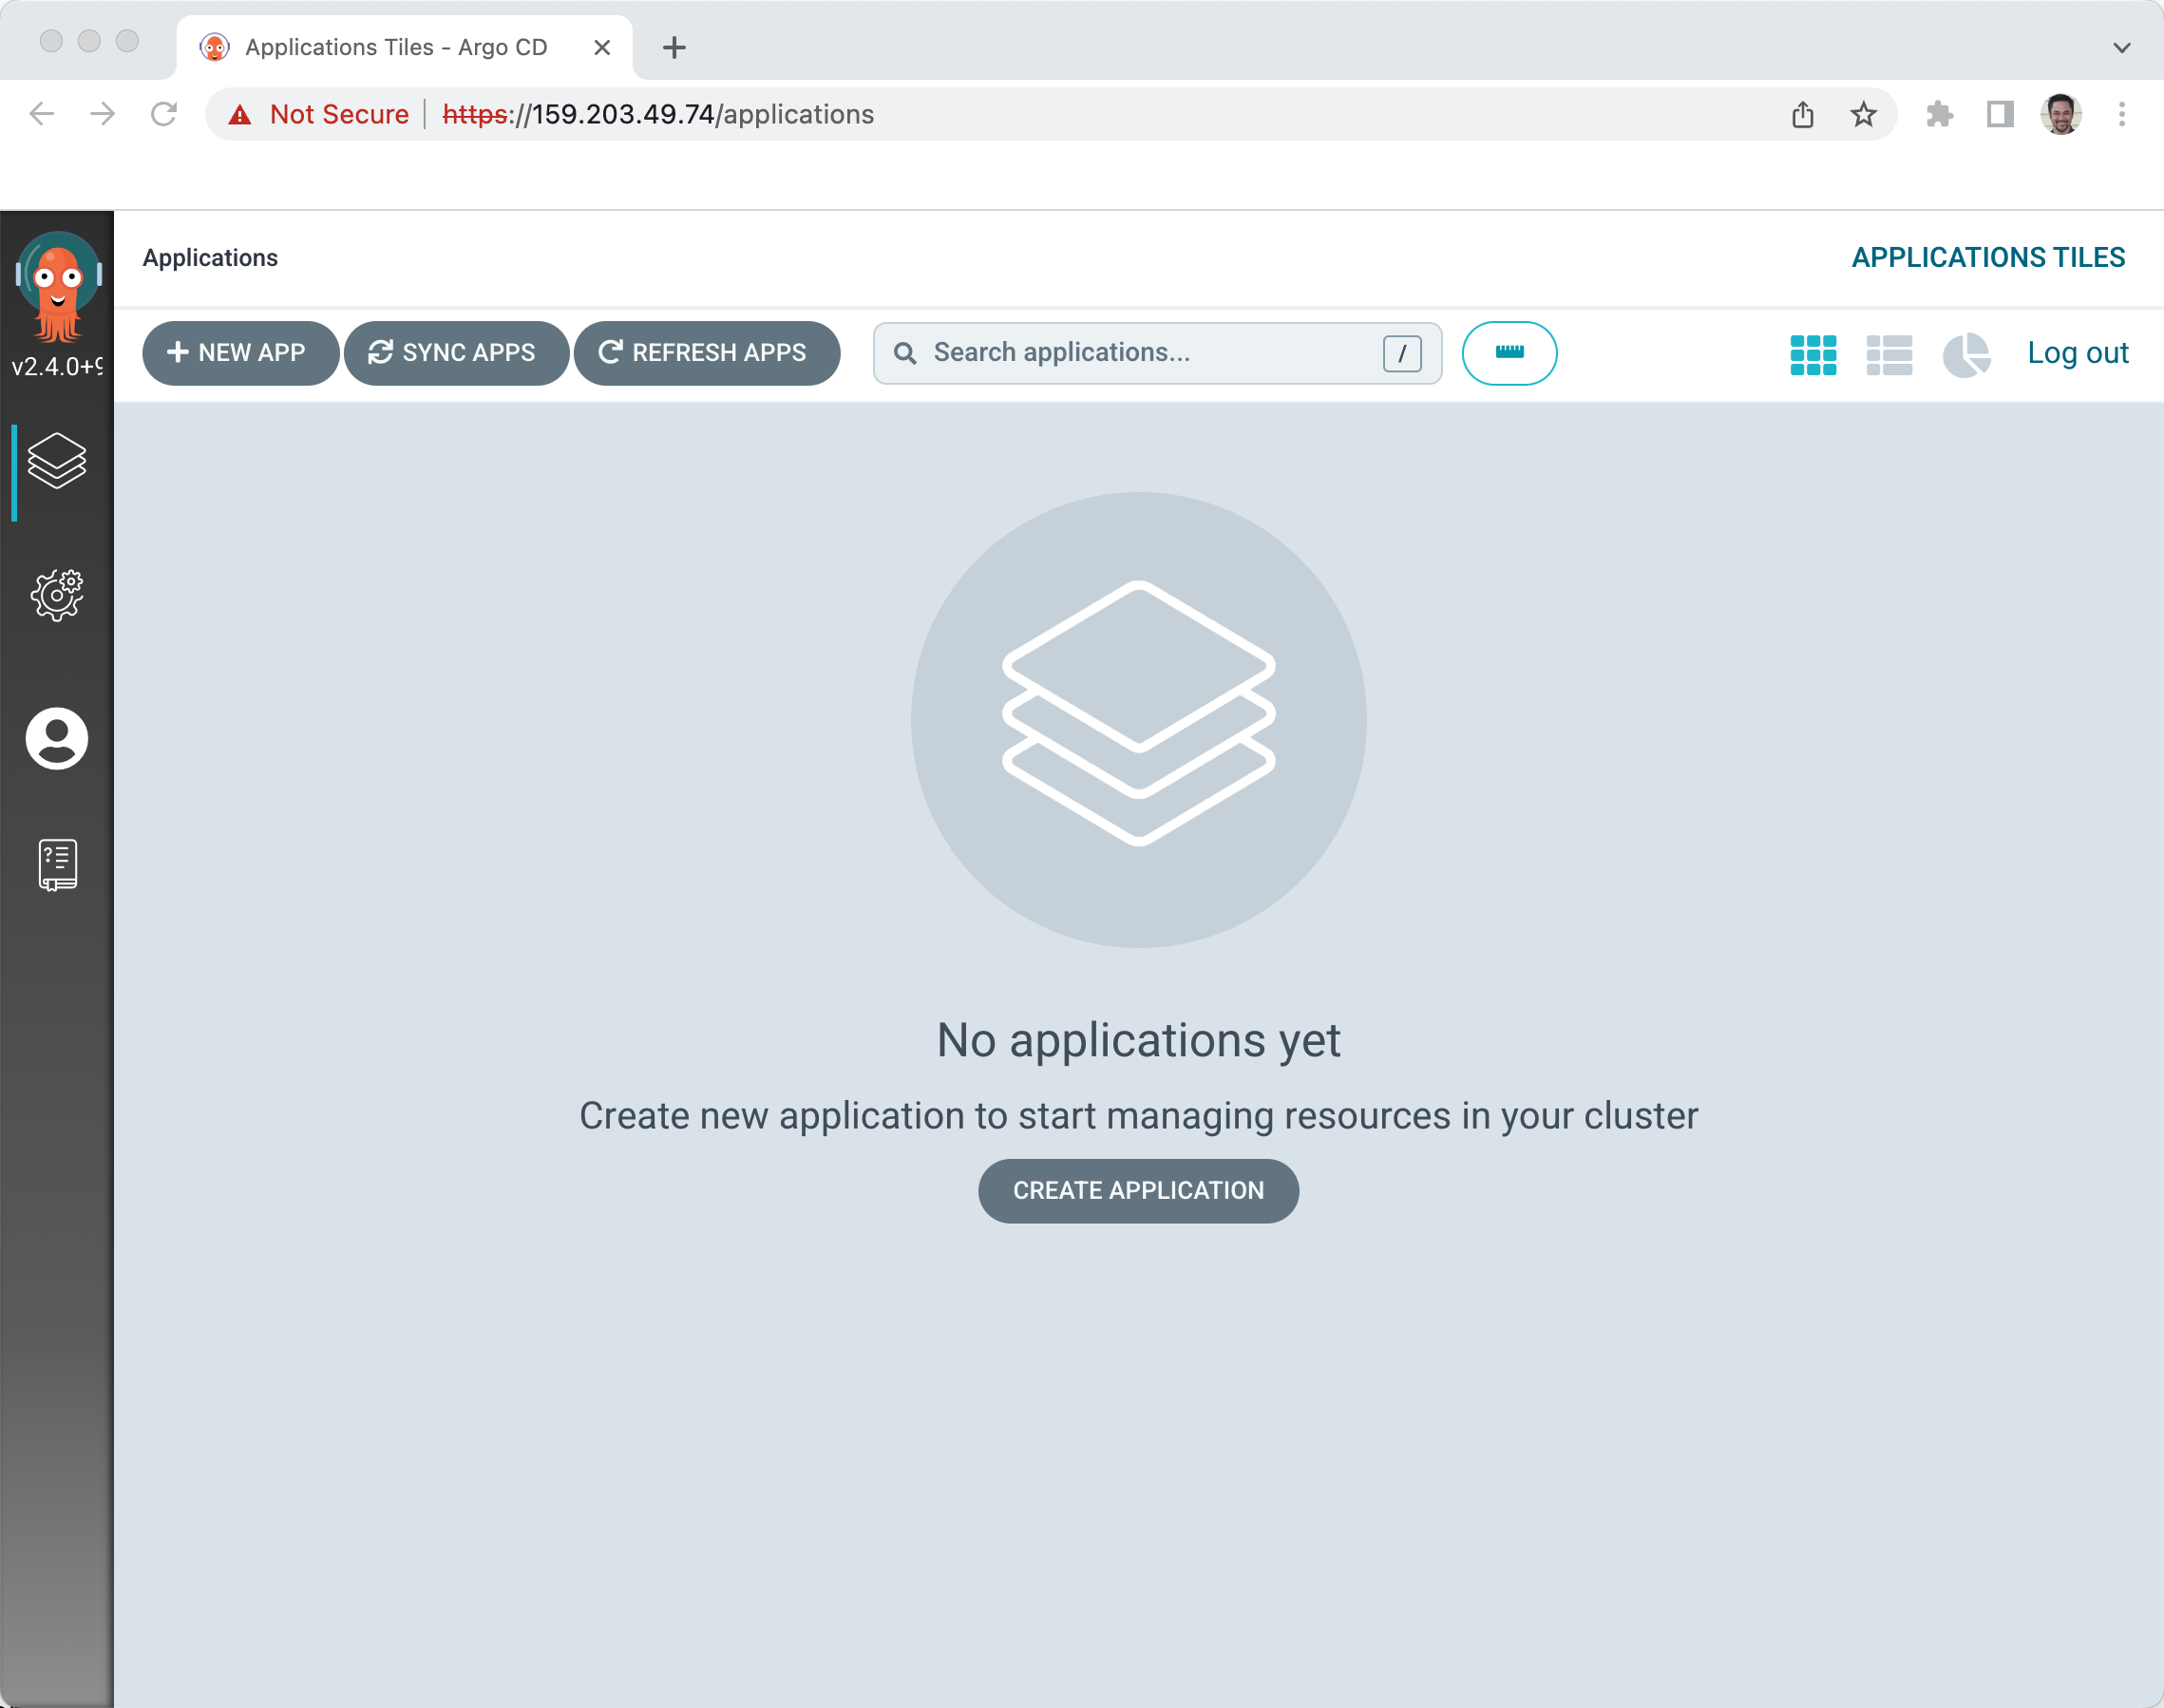 Applications Tiles - Argo CD
Not Secure https://159.203.49.74/applications
Applications
APPLICATIONS TILES
v2.4.0+9
NEW APP
SYNC APPS
REFRESH APPS
Search applications...
/
Log out
No applications yet
Create new application to start managing resources in your cluster
CREATE APPLICATION